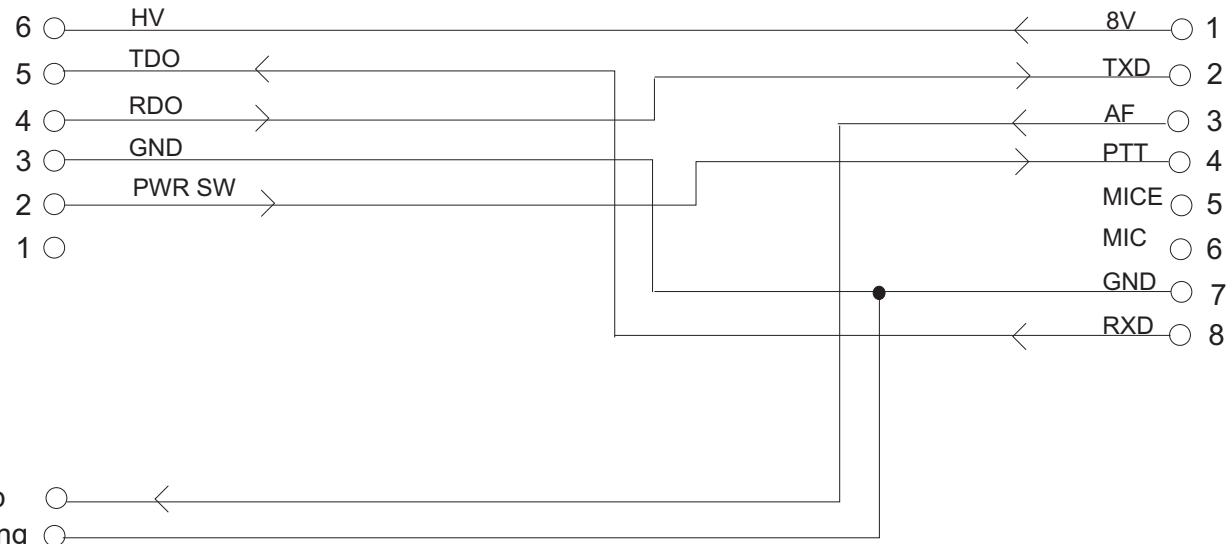 6 HV 8V 1
5 TDO TXD 2
4 RDO AF 3
3 GND PTT 4
2 PWR SW MICE 5
1 MIC 6
GND 7
RXD 8